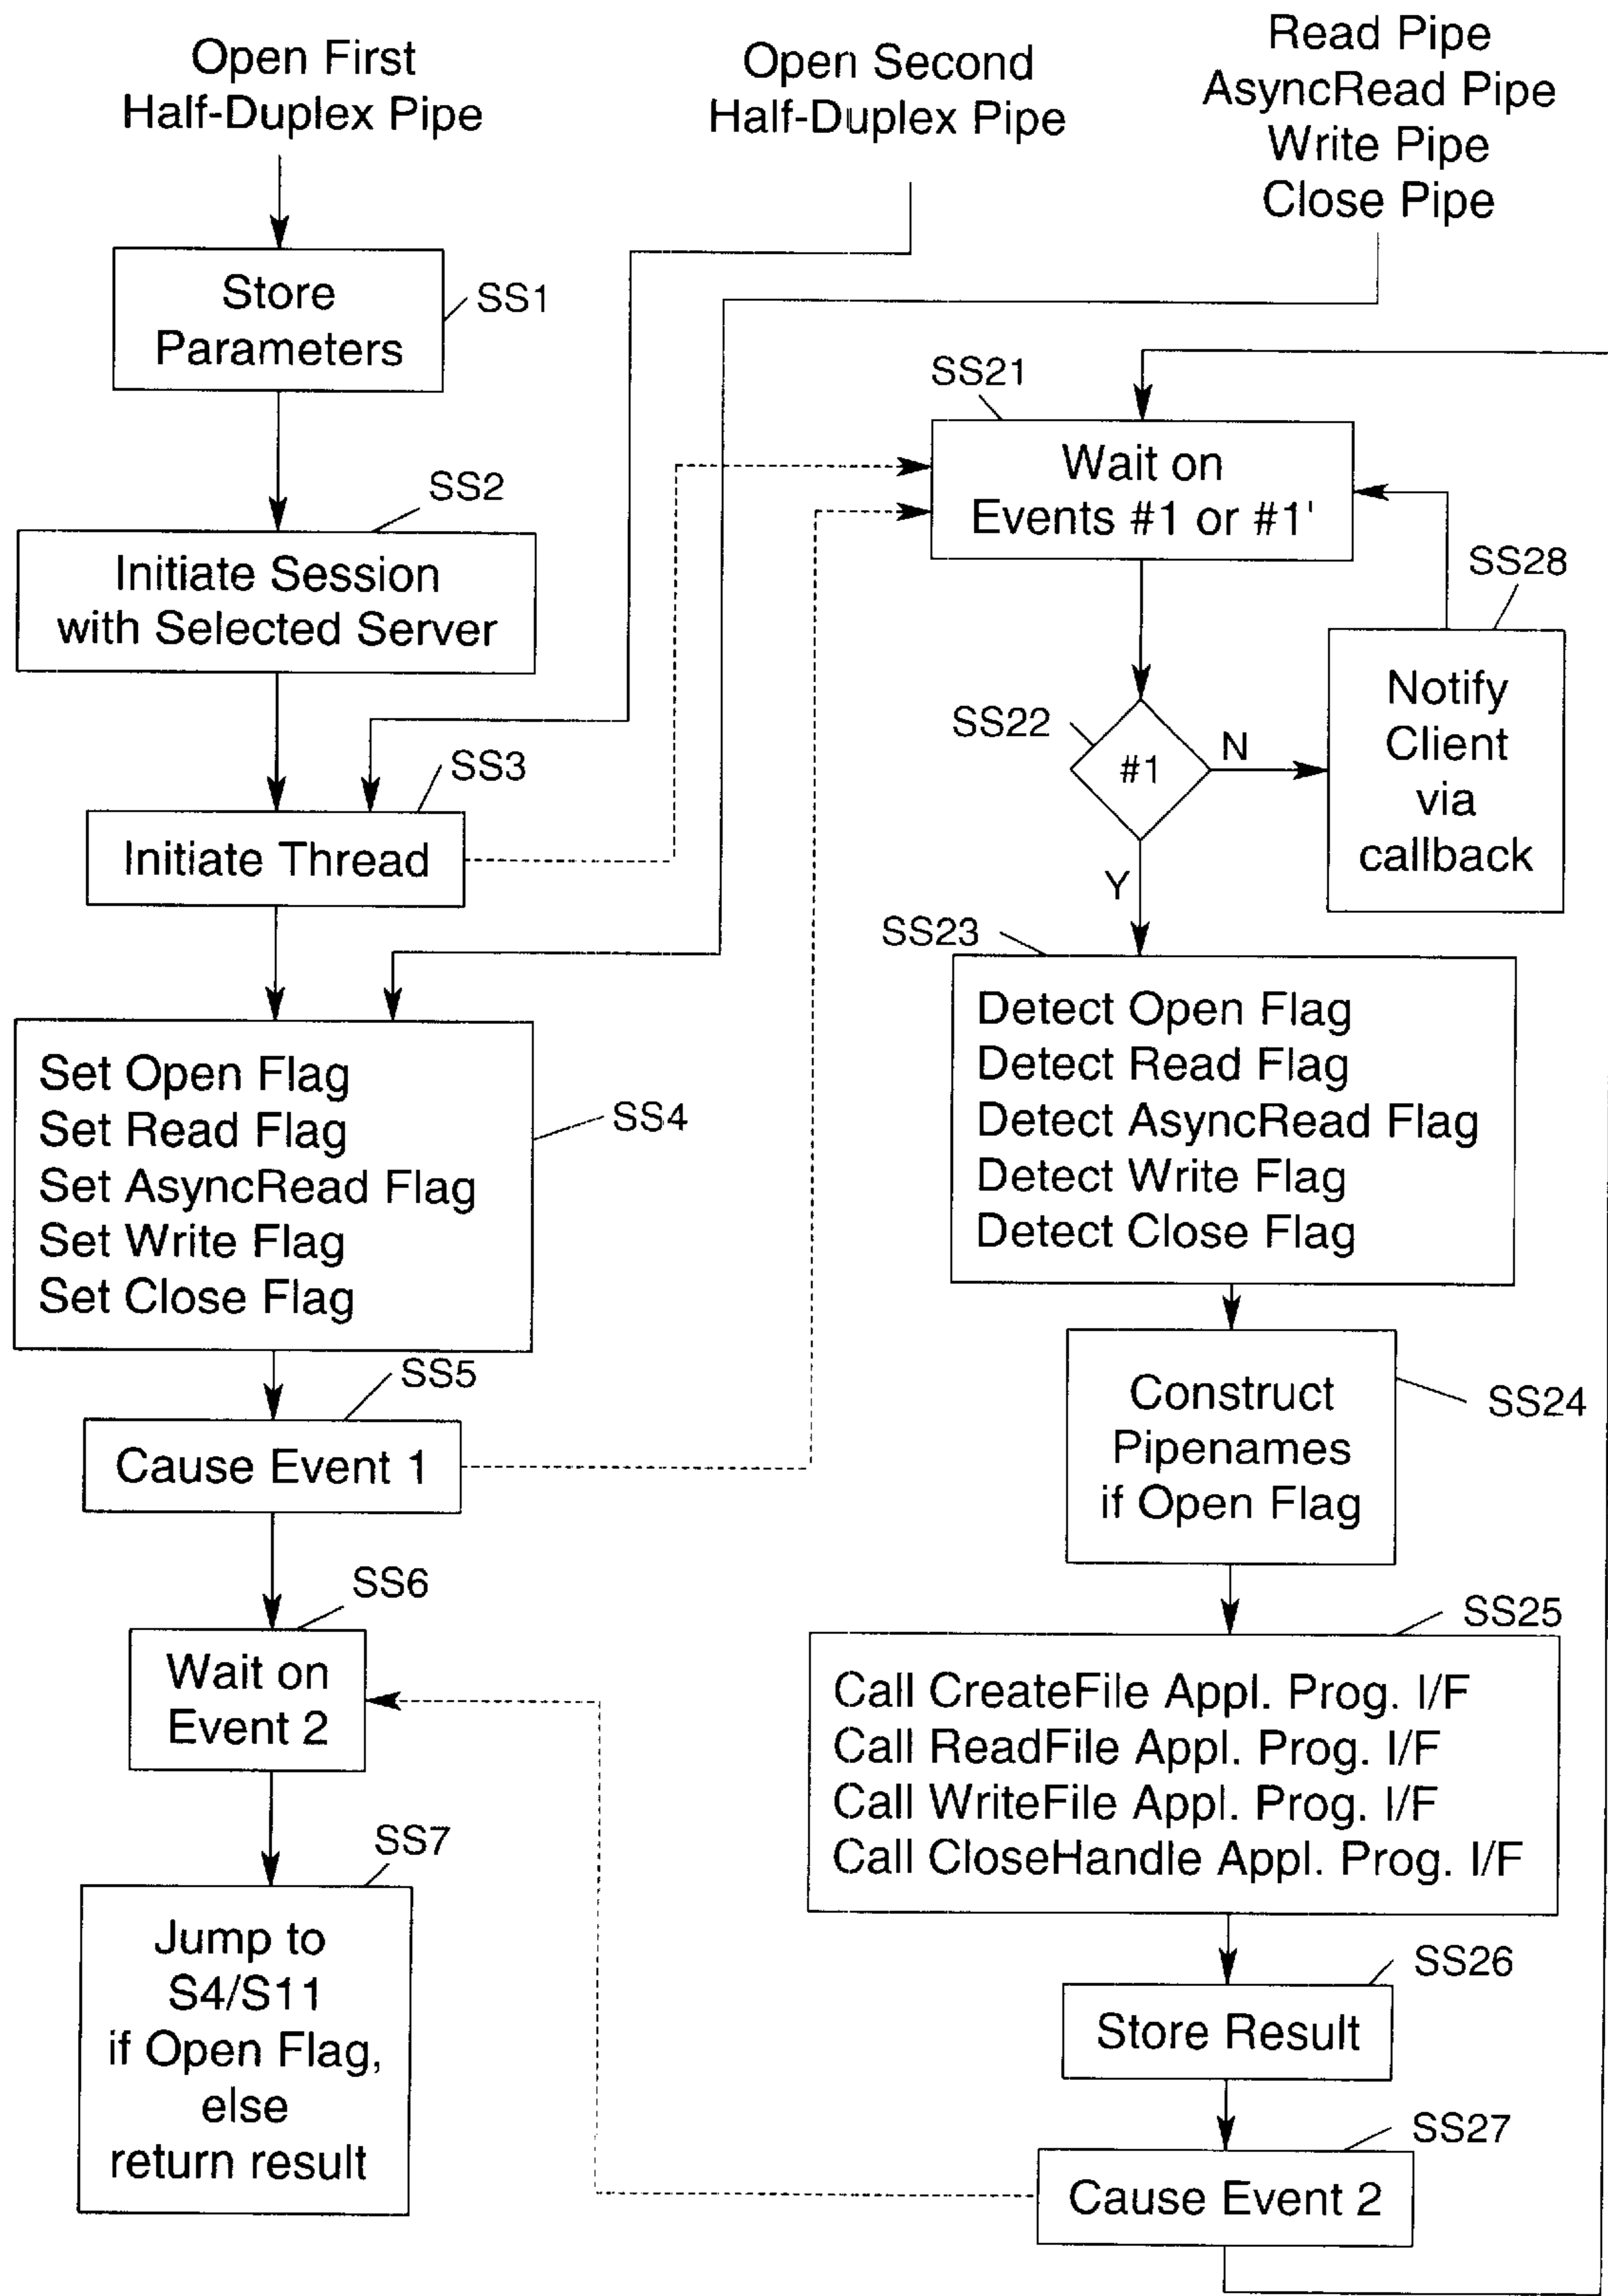 Open First
Half-Duplex Pipe
Open Second
Half-Duplex Pipe
Read Pipe
AsyncRead Pipe
Write Pipe
Close Pipe
Store
Parameters
SS1
SS2
Initiate Session
with Selected Server
SS3
Initiate Thread
Set Open Flag
Set Read Flag
Set AsyncRead Flag
Set Write Flag
Set Close Flag
SS4
SS5
Cause Event 1
SS6
Wait on
Event 2
SS7
Jump to
S4/S11
if Open Flag,
else
return result
SS21
Wait on
Events #1 or #1'
SS28
Notify
Client
via
callback
SS22
#1
N
Y
SS23
Detect Open Flag
Detect Read Flag
Detect AsyncRead Flag
Detect Write Flag
Detect Close Flag
Construct
Pipenames
if Open Flag
SS24
SS25
Call CreateFile Appl. Prog. I/F
Call ReadFile Appl. Prog. I/F
Call WriteFile Appl. Prog. I/F
Call CloseHandle Appl. Prog. I/F
SS26
Store Result
SS27
Cause Event 2